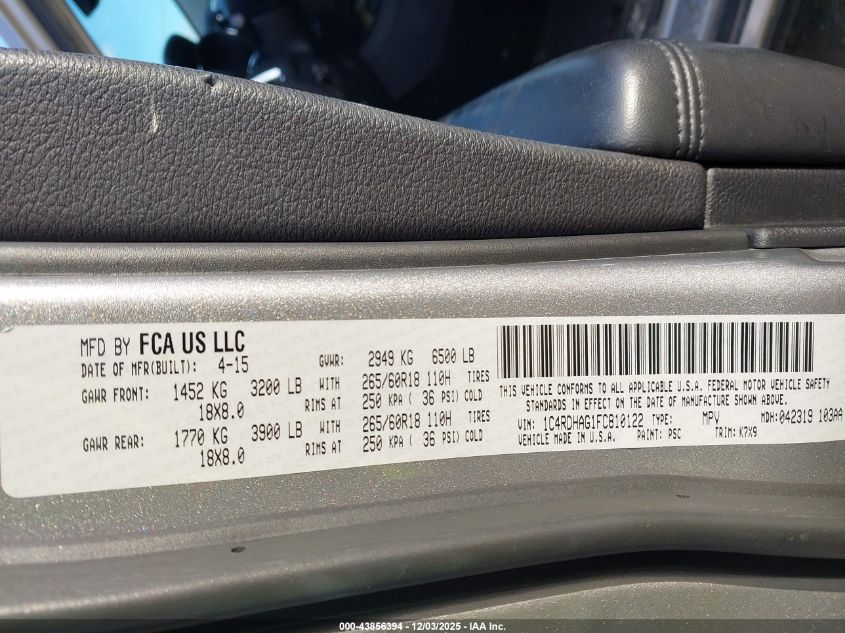 MFD BY FCA US LLC
DATE OF MFR(BUILT): 4-15 GVWR: 2949 KG 6500 LB
GAWR FRONT: 1452 KG 3200 LB WITH 265/60R18 110H TIRES
18X8.0 RIMS AT 250 KPA ( 36 PSI) COLD
GAWR REAR: 1770 KG 3900 LB WITH 265/60R18 110H TIRES
18X8.0 RIMS AT 250 KPA ( 36 PSI) COLD
THIS VEHICLE CONFORMS TO ALL APPLICABLE U.S.A. FEDERAL MOTOR VEHICLE SAFETY
STANDARDS IN EFFECT ON THE DATE OF MANUFACTURE SHOWN ABOVE.
VIN: 1C4RDHAG1FC810122 TYPE: MPV MDH:042319 103AA
VEHICLE MADE IN U.S.A. PAINT: PSC TRIM: K7X9
000-43856394 - 12/03/2025 - IAA Inc.